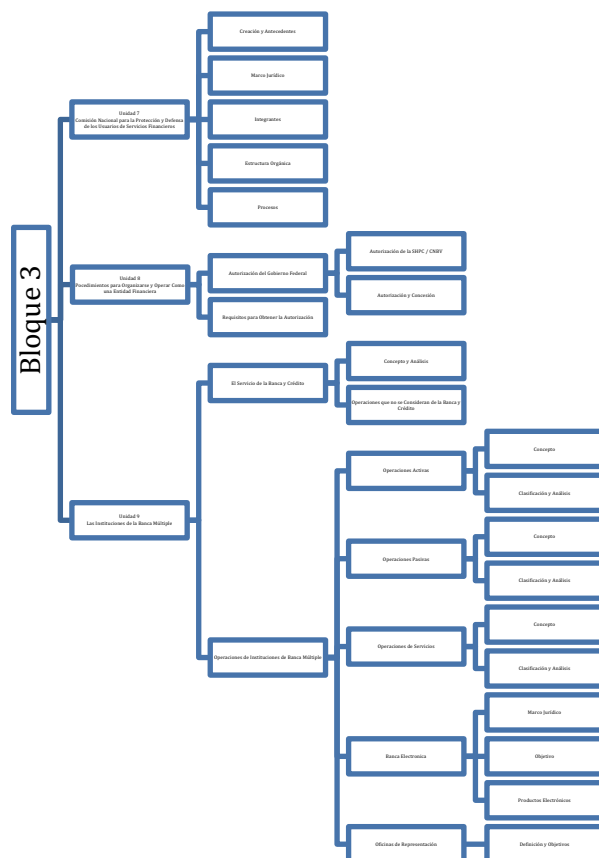 Bloque 3
Unidad 7
Comisión Nacional para la Protección y Defensa
de los Usuarios de Servicios Financieros
Creación y Antecedentes
Marco Jurídico
Integrantes
Estructura Orgónica
Procesos
Unidad 8
Pocedimientos para Organizarse y Operar Como
una Entidad Financiera
Autorización del Gobierno Federal
Autorización de la SHPC / CNBV
Autorización y Concesión
Requisitos para Obtener la Autorización
Unidad 9
Las Instituciones de la Banca Múltiple
El Servicio de la Banca y Crédito
Concepto y Análisis
Operaciones que no se Consideran de la Banca y
Crédito
Operaciones de Instituciones de Banca Múltiple
Operaciones Activas
Concepto
Clasificación y Análisis
Operaciones Pasivas
Concepto
Clasificación y Análisis
Operaciones de Servicios
Concepto
Clasificación y Análisis
Banca Electronica
Marco Jurídico
Objetivo
Productos Electrónicos
Oficinas de Representación
Definición y Objetivos